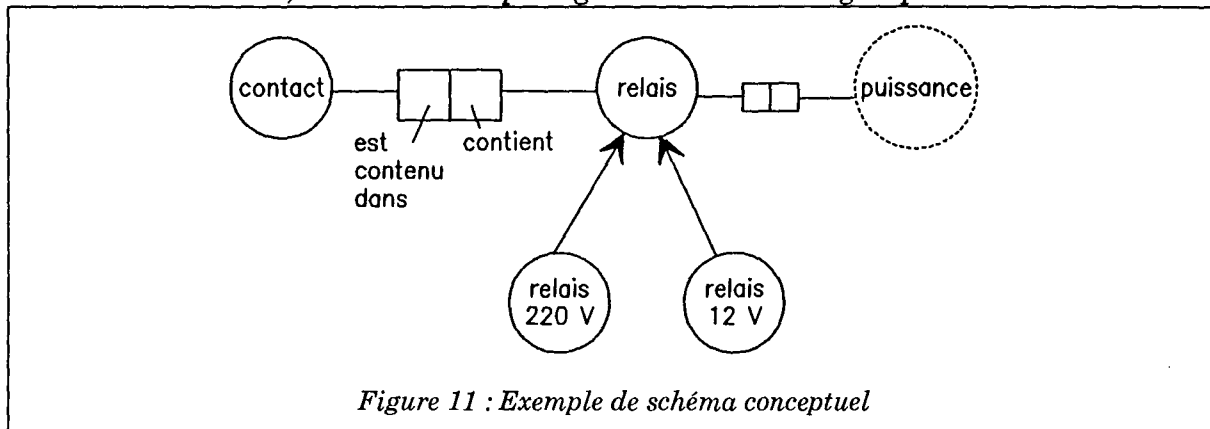 contact
relais
puissance
est
contenu
dans
contient
relais
220 V
relais
12 V
Figure 11 : Exemple de schéma conceptuel